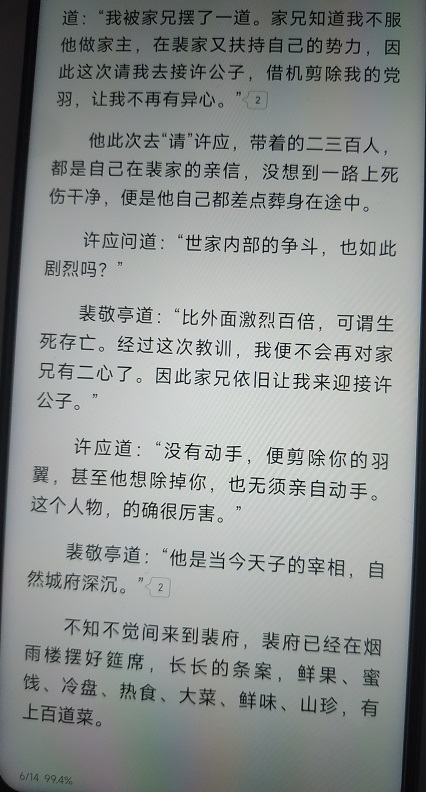 道：“我被家兄摆了一道。家兄知道我不服
他做家主，在裴家又扶持自己的势力，因
此这次请我去接许公子，借机剪除我的党
羽，让我不再有异心。” 2
他此次去“请”许应，带着的二三百人，
都是自己在裴家的亲信，没想到一路上死
伤干净，便是他自己都差点葬身在途中。
许应问道：“世家内部的争斗，也如此
剧烈吗？”
裴敬亭道：“比外面激烈百倍，可谓生
死存亡。经过这次教训，我便不会再对家
兄有二心了。因此家兄依旧让我来迎接许
公子。”
许应道：“没有动手，便剪除你的羽
翼，甚至他想除掉你，也无须亲自动手。
这个人物，的确很厉害。”
裴敬亭道：“他是当今天子的宰相，自
然城府深沉。” 2
不知不觉间来到裴府，裴府已经在烟
雨楼摆好筵席，长长的条案，鲜果、蜜
饯、冷盘、热食、大菜、鲜味、山珍，有
上百道菜。
6/14 99.4%